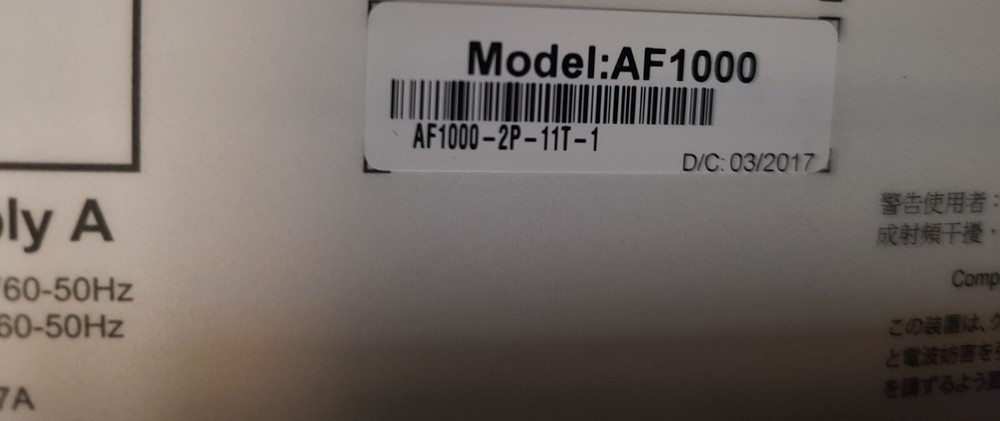 Model:AF1000
AF1000-2P-11T-1
D/C: 03/2017
ly A
60-50Hz
60-50Hz
7A
警告使用者：
成射頻干擾，
Comp
この装置は、ク
と電波妨害を
を講ずるよう